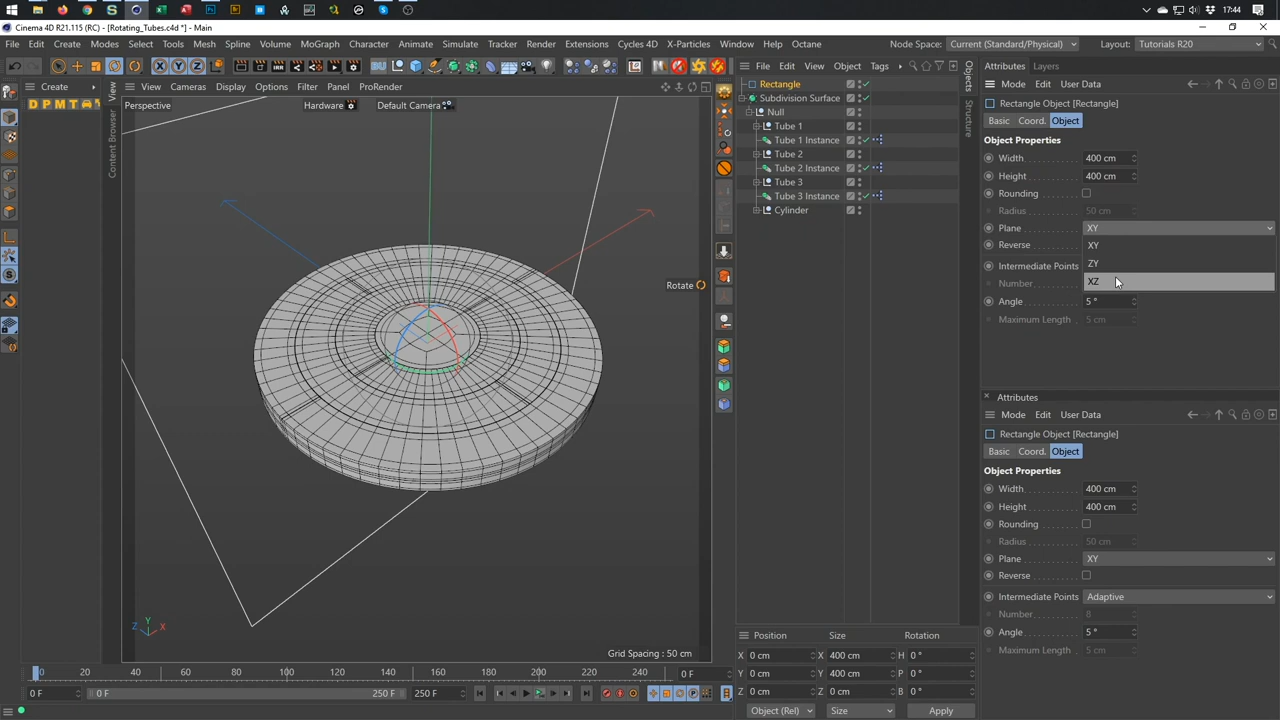 17:44
Cinema 4D R21.115 (RC) - [Rotating_Tubes.c4d *] - Main
File Edit Create Modes Select Tools Mesh Spline Volume MoGraph Character Animate Simulate Tracker Render Extensions Cycles 4D X-Particles Window Help Octane Node Space: Current (Standard/Physical) Layout: Tutorials R20
Create View Cameras Display Options Filter Panel ProRender
File Edit View Object Tags
Attributes Layers
Mode Edit User Data
D P M T
View
Content Browser
Perspective Hardware Default Camera
Rotate
Y
Z X
Grid Spacing : 50 cm
Rectangle
Subdivision Surface
Null
Tube 1
Tube 1 Instance
Tube 2
Tube 2 Instance
Tube 3
Tube 3 Instance
Cylinder
Objects
Structure
Rectangle Object [Rectangle]
Basic Coord. Object
Object Properties
Width 400 cm
Height 400 cm
Rounding
Radius 50 cm
Plane XY
XY
Reverse
ZY
Intermediate Points
XZ
Number
Angle 5 °
Maximum Length 5 cm
Attributes
Mode Edit User Data
Rectangle Object [Rectangle]
Basic Coord. Object
Object Properties
Width 400 cm
Height 400 cm
Rounding
Radius 50 cm
Plane XY
Reverse
Intermediate Points Adaptive
Number 8
Angle 5 °
Maximum Length 5 cm
Position Size Rotation
X 0 cm X 400 cm H 0 °
Y 0 cm Y 400 cm P 0 °
Z 0 cm Z 0 cm B 0 °
Object (Rel) Size Apply
0 20 40 60 80 100 120 140 160 180 200 220 240 0 F
0 F 0 F 250 F 250 F